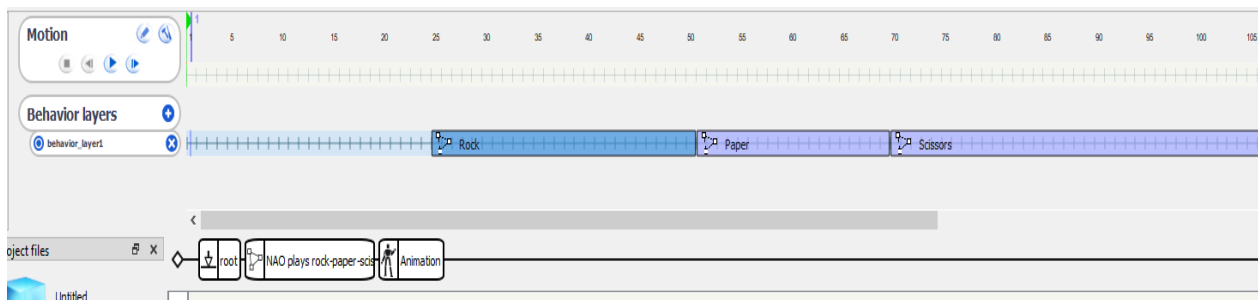 Motion
1
1 5 10 15 20 25 30 35 40 45 50 55 60 65 70 75 80 85 90 95 100 105
Behavior layers
behavior_layer1
Rock Paper Scissors
oject files
root NAO plays rock-paper-scis Animation
Untitled